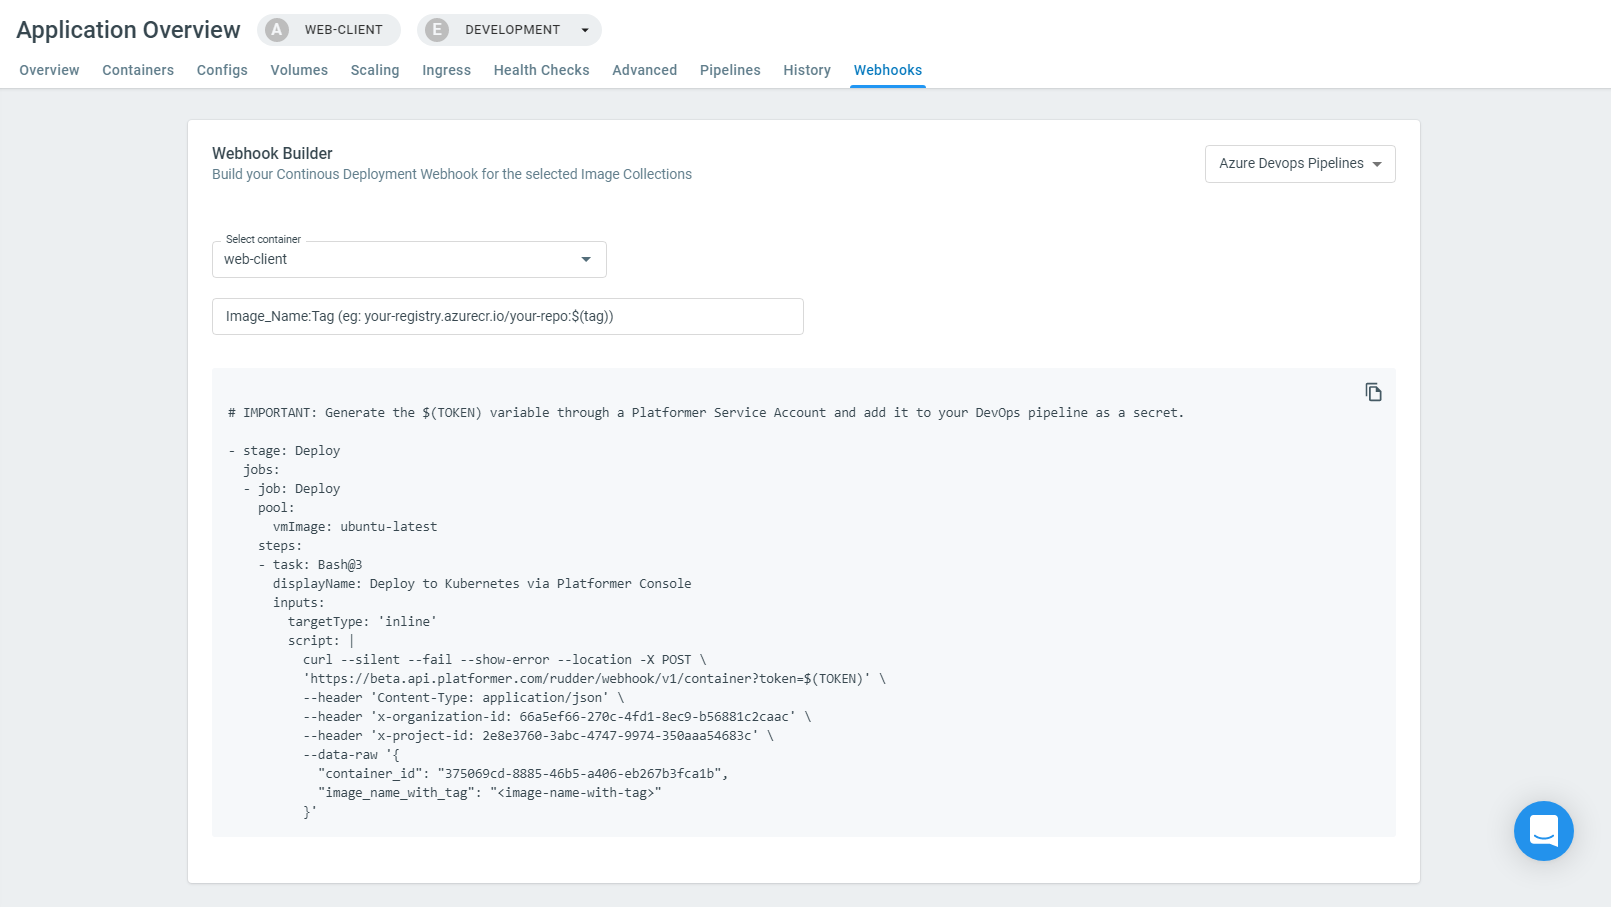 Application Overview
A WEB-CLIENT
E DEVELOPMENT
Overview Containers Configs Volumes Scaling Ingress Health Checks Advanced Pipelines History Webhooks
Webhook Builder
Build your Continous Deployment Webhook for the selected Image Collections
Azure Devops Pipelines
Select container
web-client
Image_Name:Tag (eg: your-registry.azurecr.io/your-repo:$(tag))
# IMPORTANT: Generate the $(TOKEN) variable through a Platformer Service Account and add it to your DevOps pipeline as a secret.
- stage: Deploy
jobs:
- job: Deploy
pool:
vmImage: ubuntu-latest
steps:
- task: Bash@3
displayName: Deploy to Kubernetes via Platformer Console
inputs:
targetType: 'inline'
script: |
curl --silent --fail --show-error --location -X POST \
'https://beta.api.platformer.com/rudder/webhook/v1/container?token=$(TOKEN)' \
--header 'Content-Type: application/json' \
--header 'x-organization-id: 66a5ef66-270c-4fd1-8ec9-b56881c2caac' \
--header 'x-project-id: 2e8e3760-3abc-4747-9974-350aaa54683c' \
--data-raw '{
"container_id": "375069cd-8885-46b5-a406-eb267b3fca1b",
"image_name_with_tag": "<image-name-with-tag>"
}'